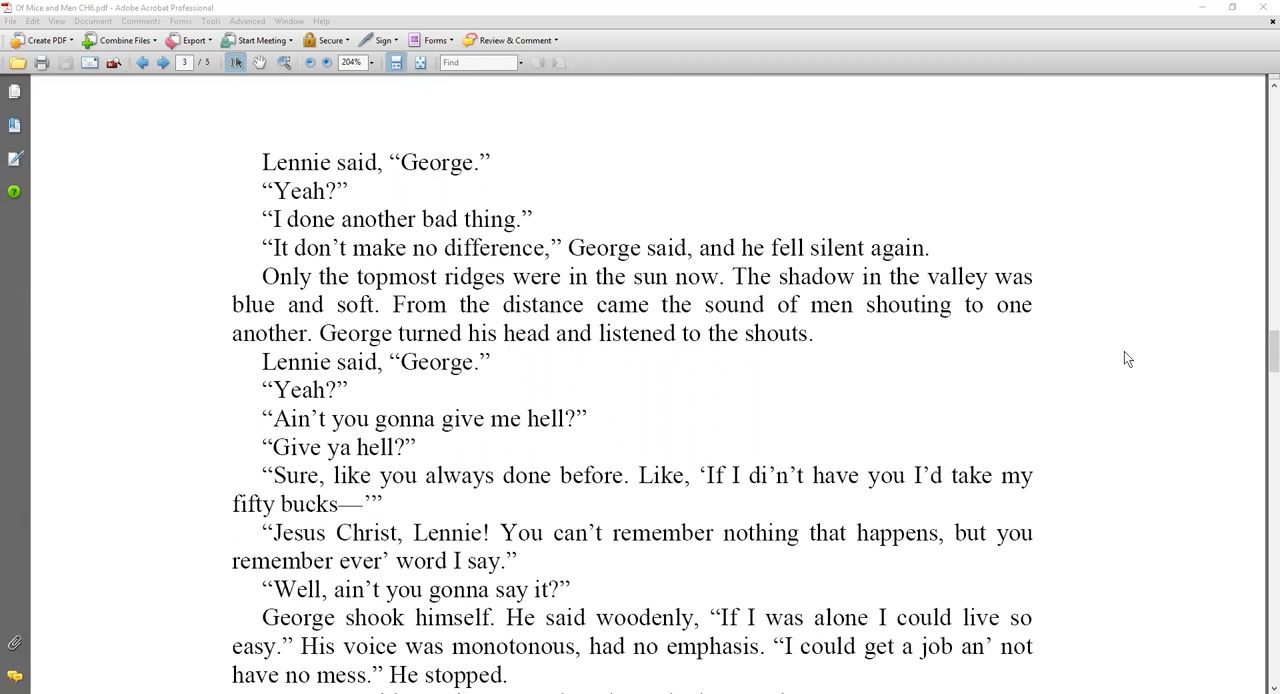 Of Mice and Men CH6.pdf - Adobe Acrobat Professional
File Edit View Document Comments Forms Tools Advanced Window Help
Create PDF Combine Files Export Start Meeting Secure Sign Forms Review & Comment
3 / 5 204% Find
Lennie said, “George.”
“Yeah?”
“I done another bad thing.”
“It don’t make no difference,” George said, and he fell silent again.
Only the topmost ridges were in the sun now. The shadow in the valley was
blue and soft. From the distance came the sound of men shouting to one
another. George turned his head and listened to the shouts.
Lennie said, “George.”
“Yeah?”
“Ain’t you gonna give me hell?”
“Give ya hell?”
“Sure, like you always done before. Like, ‘If I di’n’t have you I’d take my
fifty bucks—’”
“Jesus Christ, Lennie! You can’t remember nothing that happens, but you
remember ever’ word I say.”
“Well, ain’t you gonna say it?”
George shook himself. He said woodenly, “If I was alone I could live so
easy.” His voice was monotonous, had no emphasis. “I could get a job an’ not
have no mess.” He stopped.